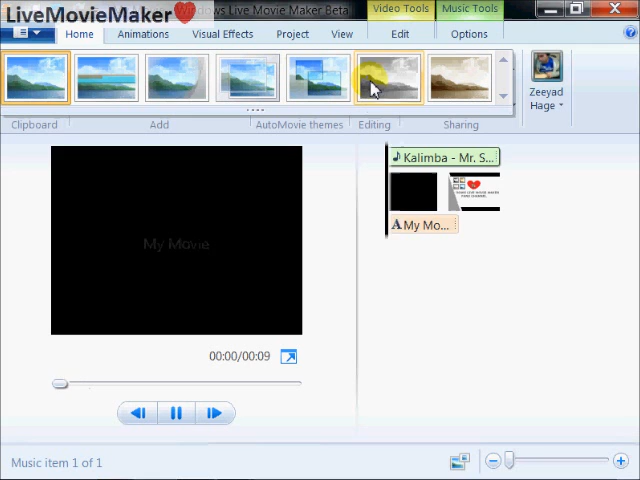 LiveMovieMaker
Windows Live Movie Maker Beta
Video Tools
Music Tools
Home
Animations
Visual Effects
Project
View
Edit
Options
Zeeyad
Hage
Clipboard
Add
AutoMovie themes
Editing
Sharing
Kalimba - Mr. S...
My Movie
A My Mo...
00:00/00:09
Music item 1 of 1